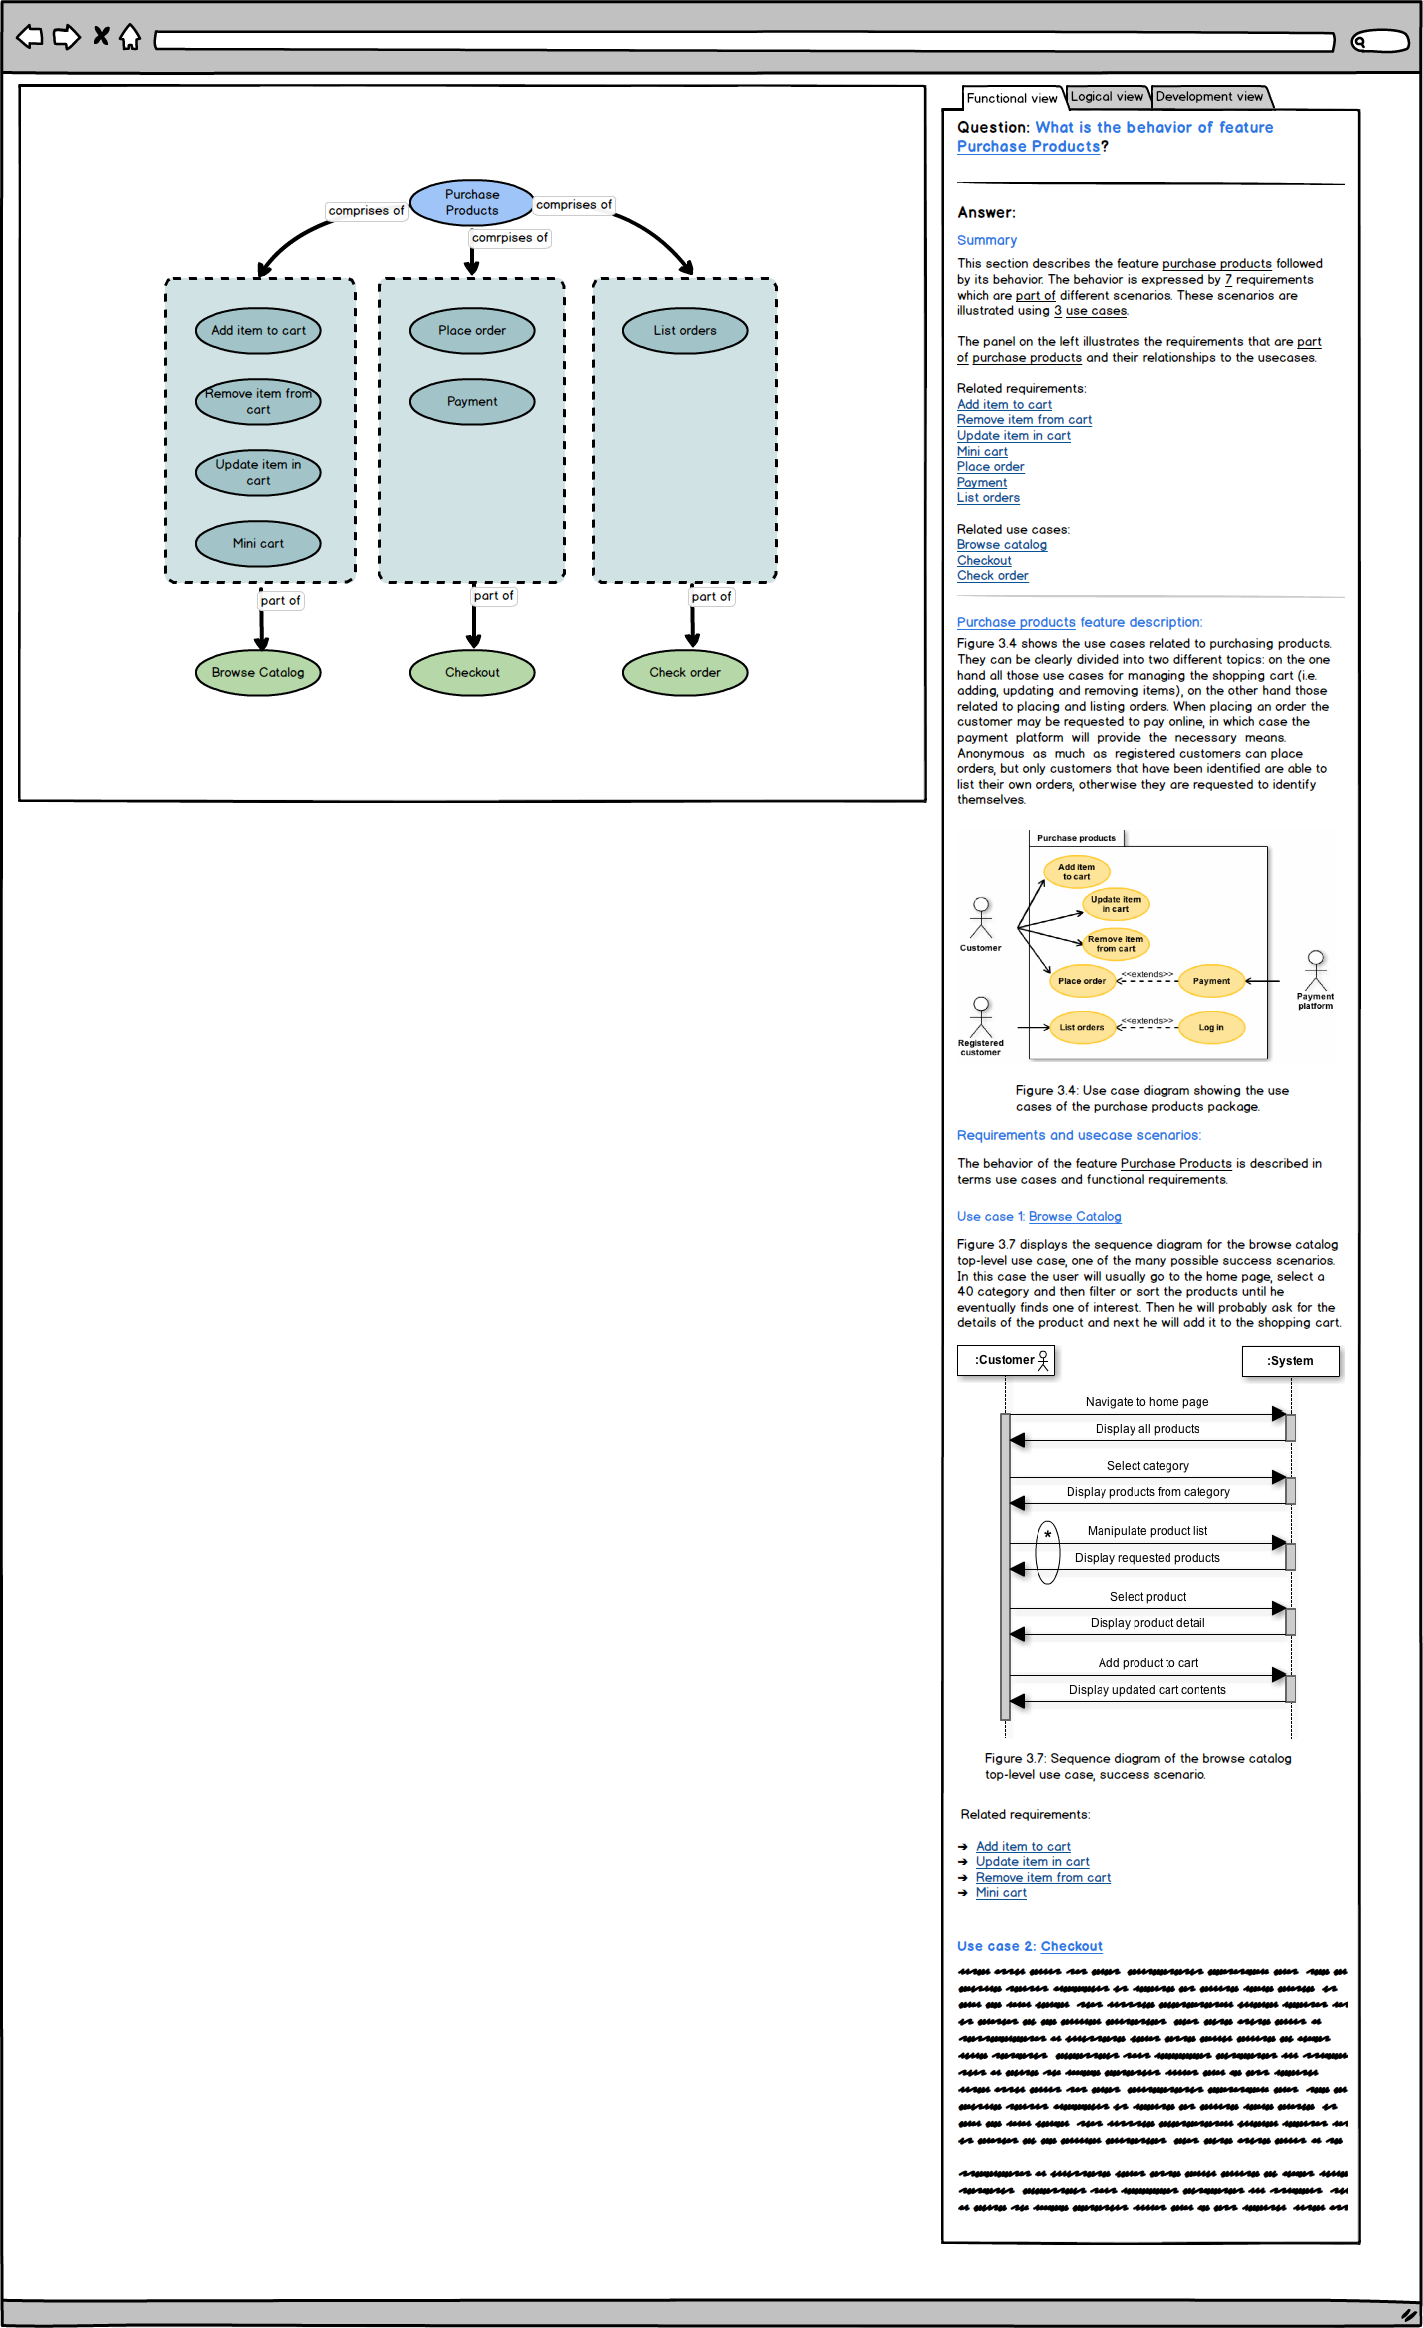 Purchase
Products
comprises of
comprises of
comrpises of
Add item to cart
Remove item from
cart
Update item in
cart
Mini cart
Place order
Payment
List orders
part of
part of
part of
Browse Catalog
Checkout
Check order
Functional view
Logical view
Development view
Question: What is the behavior of feature
Purchase Products?
Answer:
Summary
This section describes the feature purchase products followed
by its behavior. The behavior is expressed by 7 requirements
which are part of different scenarios. These scenarios are
illustrated using 3 use cases.
The panel on the left illustrates the requirements that are part
of purchase products and their relationships to the usecases.
Related requirements:
Add item to cart
Remove item from cart
Update item in cart
Mini cart
Place order
Payment
List orders
Related use cases:
Browse catalog
Checkout
Check order
Purchase products feature description:
Figure 3.4 shows the use cases related to purchasing products.
They can be clearly divided into two different topics: on the one
hand all those use cases for managing the shopping cart (i.e.
adding, updating and removing items), on the other hand those
related to placing and listing orders. When placing an order the
customer may be requested to pay online, in which case the
payment platform will provide the necessary means.
Anonymous as much as registered customers can place
orders, but only customers that have been identified are able to
list their own orders, otherwise they are requested to identify
themselves.
Purchase products
Add item
to cart
Update item
in cart
Remove item
from cart
Customer
Place order
<<extends>>
Payment
Payment
platform
List orders
<<extends>>
Log in
Registered
customer
Figure 3.4: Use case diagram showing the use
cases of the purchase products package.
Requirements and usecase scenarios:
The behavior of the feature Purchase Products is described in
terms use cases and functional requirements.
Use case 1: Browse Catalog
Figure 3.7 displays the sequence diagram for the browse catalog
top-level use case, one of the many possible success scenarios.
In this case the user will usually go to the home page, select a
40 category and then filter or sort the products until he
eventually finds one of interest. Then he will probably ask for the
details of the product and next he will add it to the shopping cart.
:Customer
:System
Navigate to home page
Display all products
Select category
Display products from category
*
Manipulate product list
Display requested products
Select product
Display product detail
Add product to cart
Display updated cart contents
Figure 3.7: Sequence diagram of the browse catalog
top-level use case, success scenario.
Related requirements:
➔ Add item to cart
➔ Update item in cart
➔ Remove item from cart
➔ Mini cart
Use case 2: Checkout